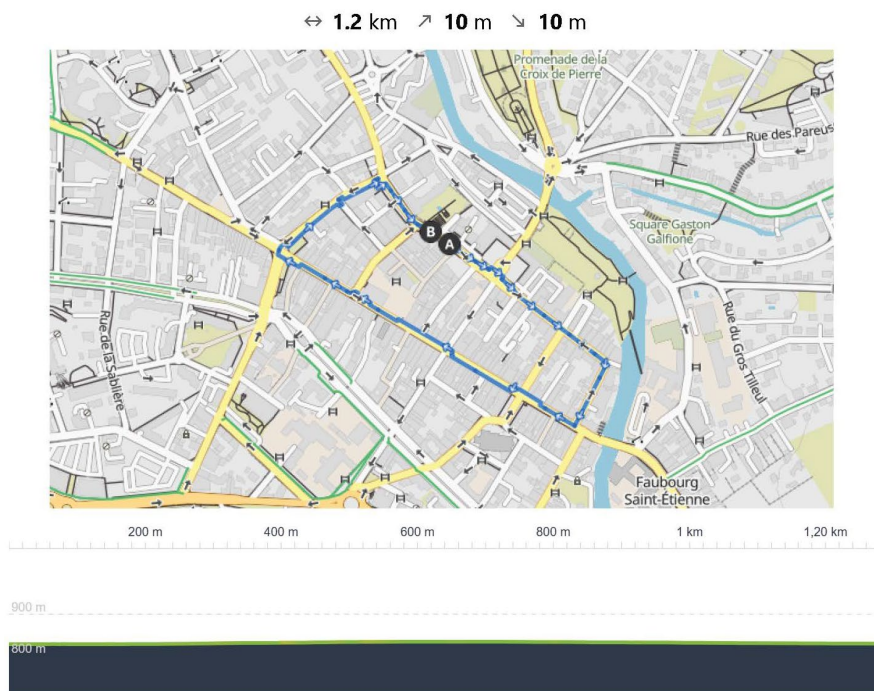 1.2 km 10 m 10 m
Promenade de la
Croix de Pierre
Rue des Pareus
Square Gaston
Galfione
Rue de la Sablière
Rue du Gros Tilleul
B
A
Faubourg
Saint-Étienne
200 m 400 m 600 m 800 m 1 km 1,20 km
900 m
800 m